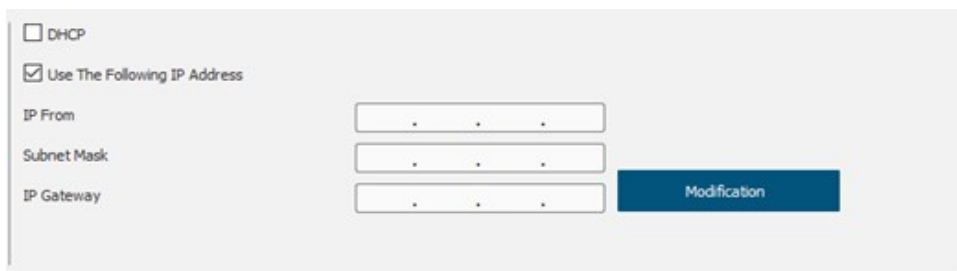 DHCP
Use The Following IP Address
IP From . . .
Subnet Mask . . .
IP Gateway . . . Modification